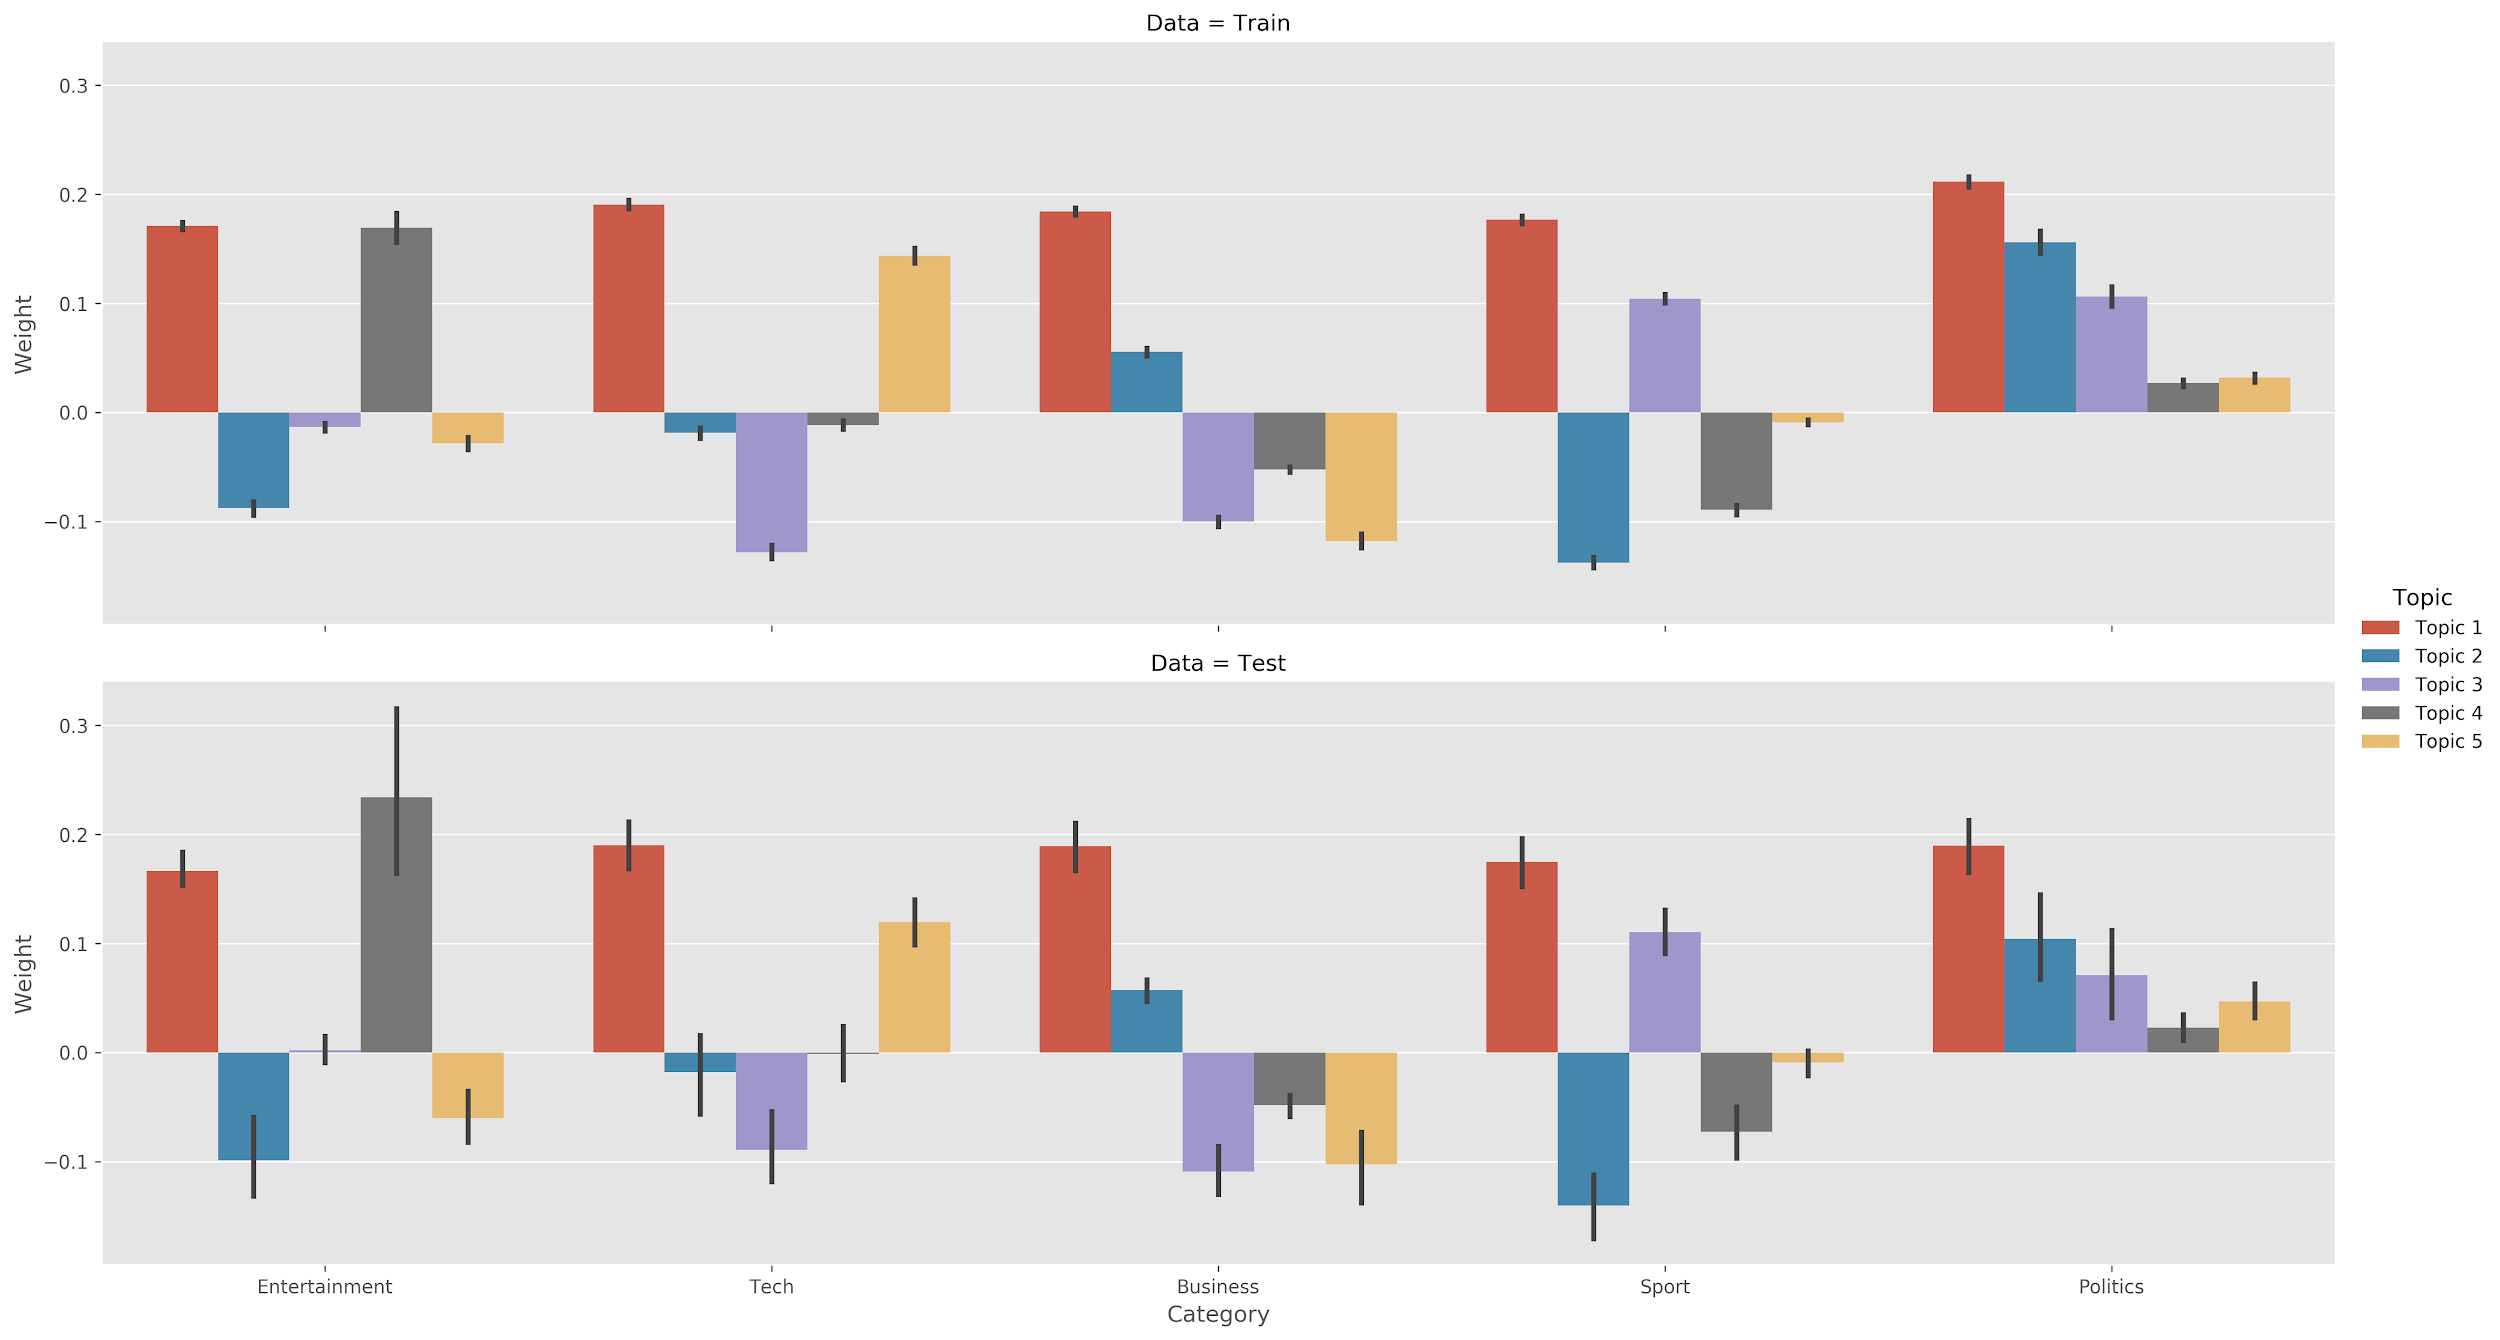 Data = Train
0.3
0.2
0.1
0.0
−0.1
Weight
Data = Test
0.3
0.2
0.1
0.0
−0.1
Weight
Entertainment
Tech
Business
Sport
Politics
Category
Topic
Topic 1
Topic 2
Topic 3
Topic 4
Topic 5